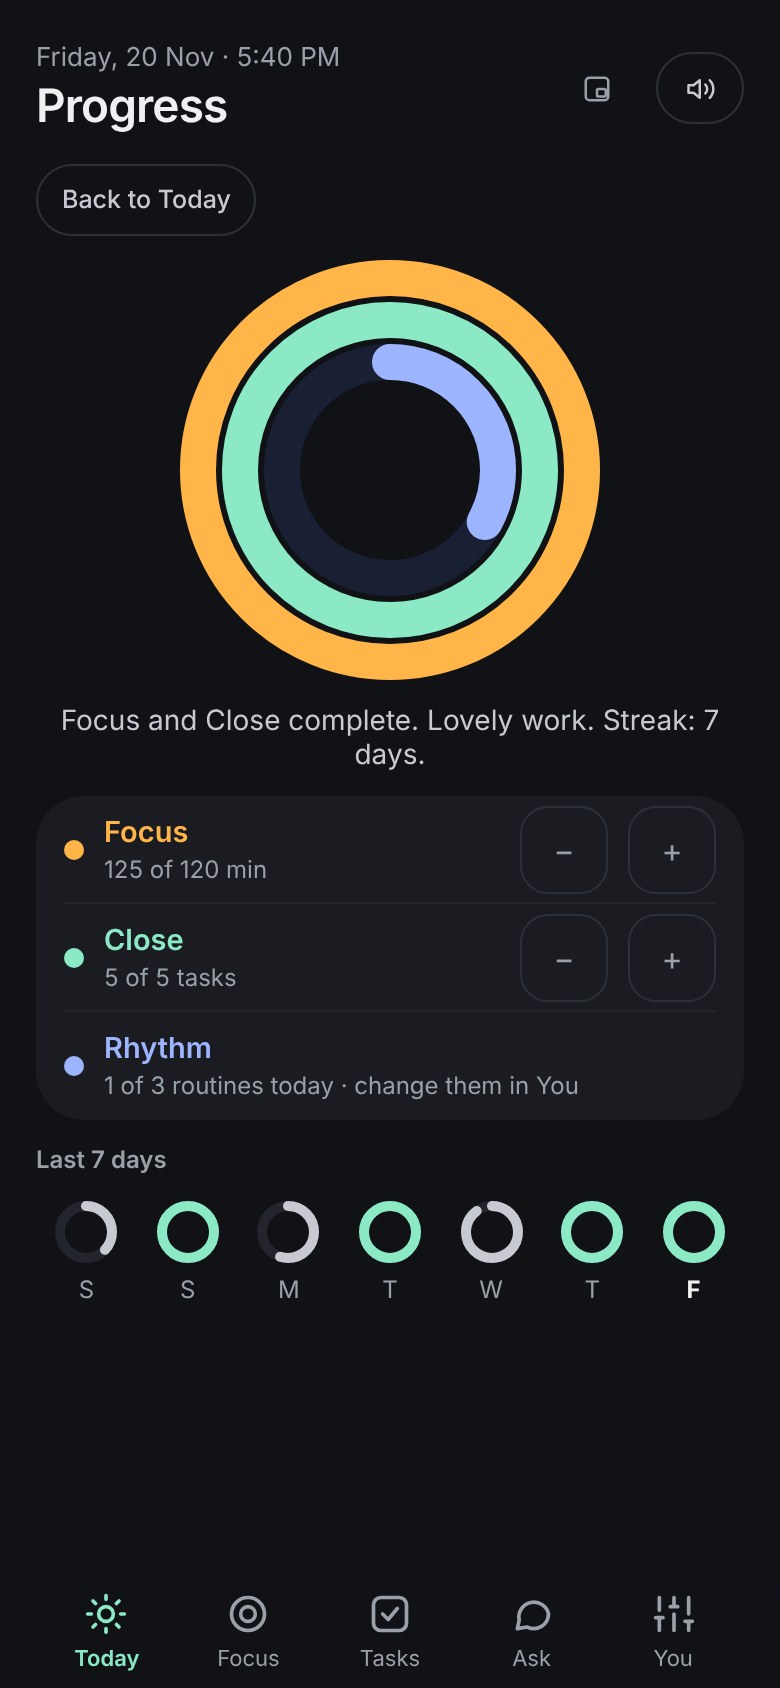 Friday, 20 Nov · 5:40 PM
Progress
Back to Today
Focus and Close complete. Lovely work. Streak: 7
days.
Focus
125 of 120 min
−
+
Close
5 of 5 tasks
−
+
Rhythm
1 of 3 routines today · change them in You
Last 7 days
S S M T W T F
Today Focus Tasks Ask You